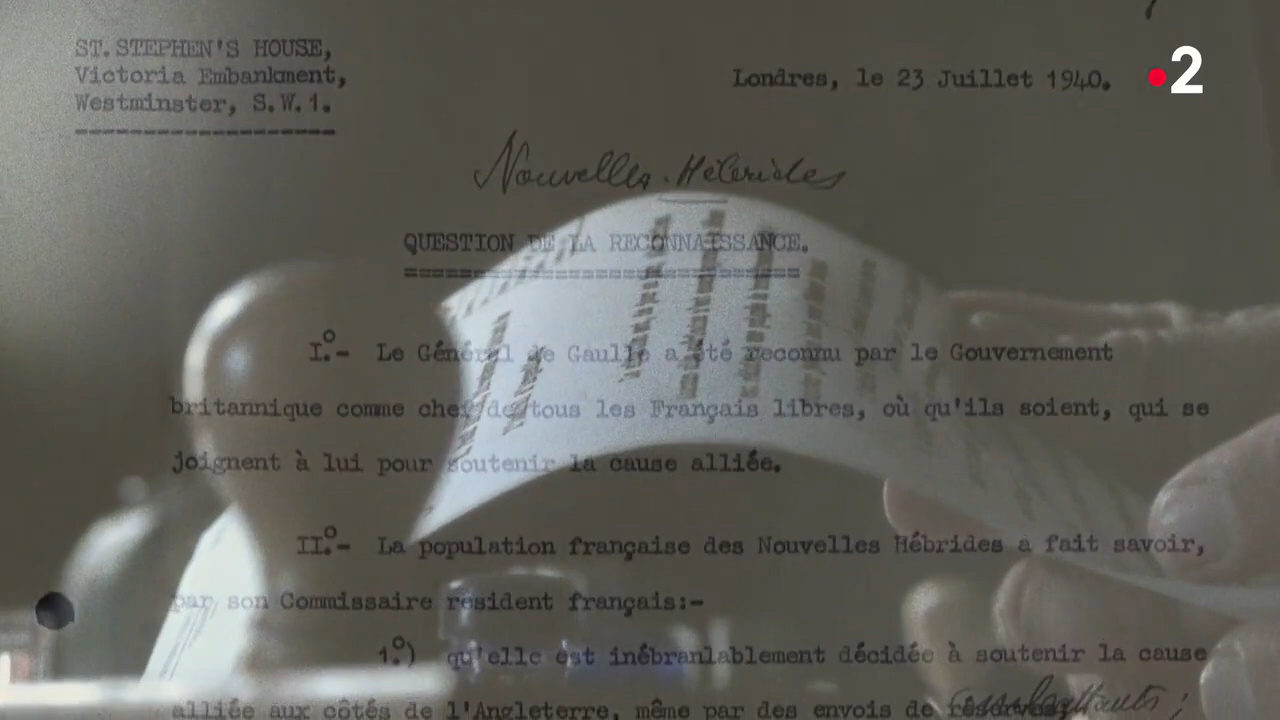 ST.STEPHEN'S HOUSE,
Victoria Embankment,
Westminster, S.W.1.
Londres, le 23 Juillet 1940.
2
Nouvelles-Hébrides
QUESTION DE LA RECONNAISSANCE.
I.°- Le Général de Gaulle a été reconnu par le Gouvernement
britannique comme chef de tous les Français libres, où qu'ils soient, qui se
joignent à lui pour soutenir la cause alliée.
II.°- La population française des Nouvelles Hébrides a fait savoir,
par son Commissaire résident français:-
1.°) qu'elle est inébranlablement décidée à soutenir la cause
alliée aux côtés de l'Angleterre, même par des envois de combattants;